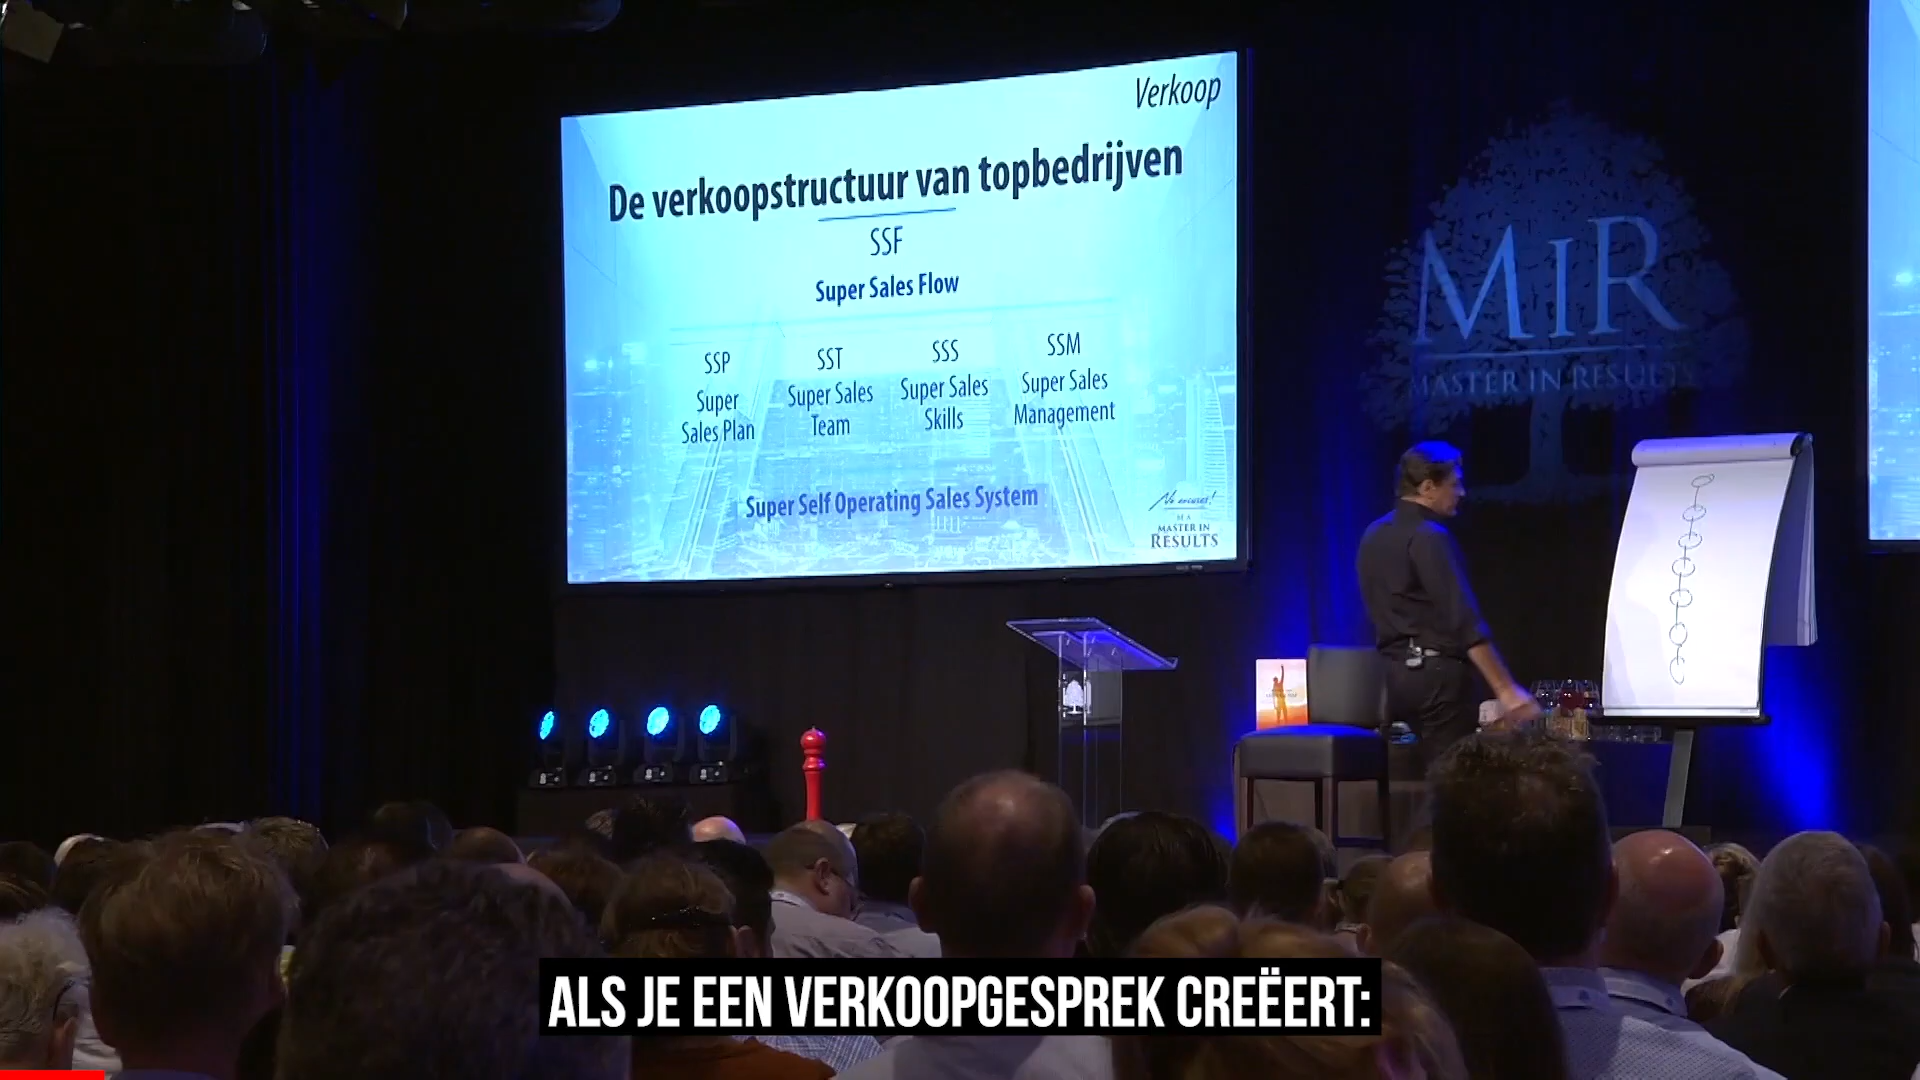 Verkoop
De verkoopstructuur van topbedrijven
SSF
Super Sales Flow
SSP
Super
Sales Plan
SST
Super Sales
Team
SSS
Super Sales
Skills
SSM
Super Sales
Management
Super Self Operating Sales System
No excuses!
MASTER IN
RESULTS
MIR
MASTER IN RESULTS
ALS JE EEN VERKOOPGESPREK CREËERT: